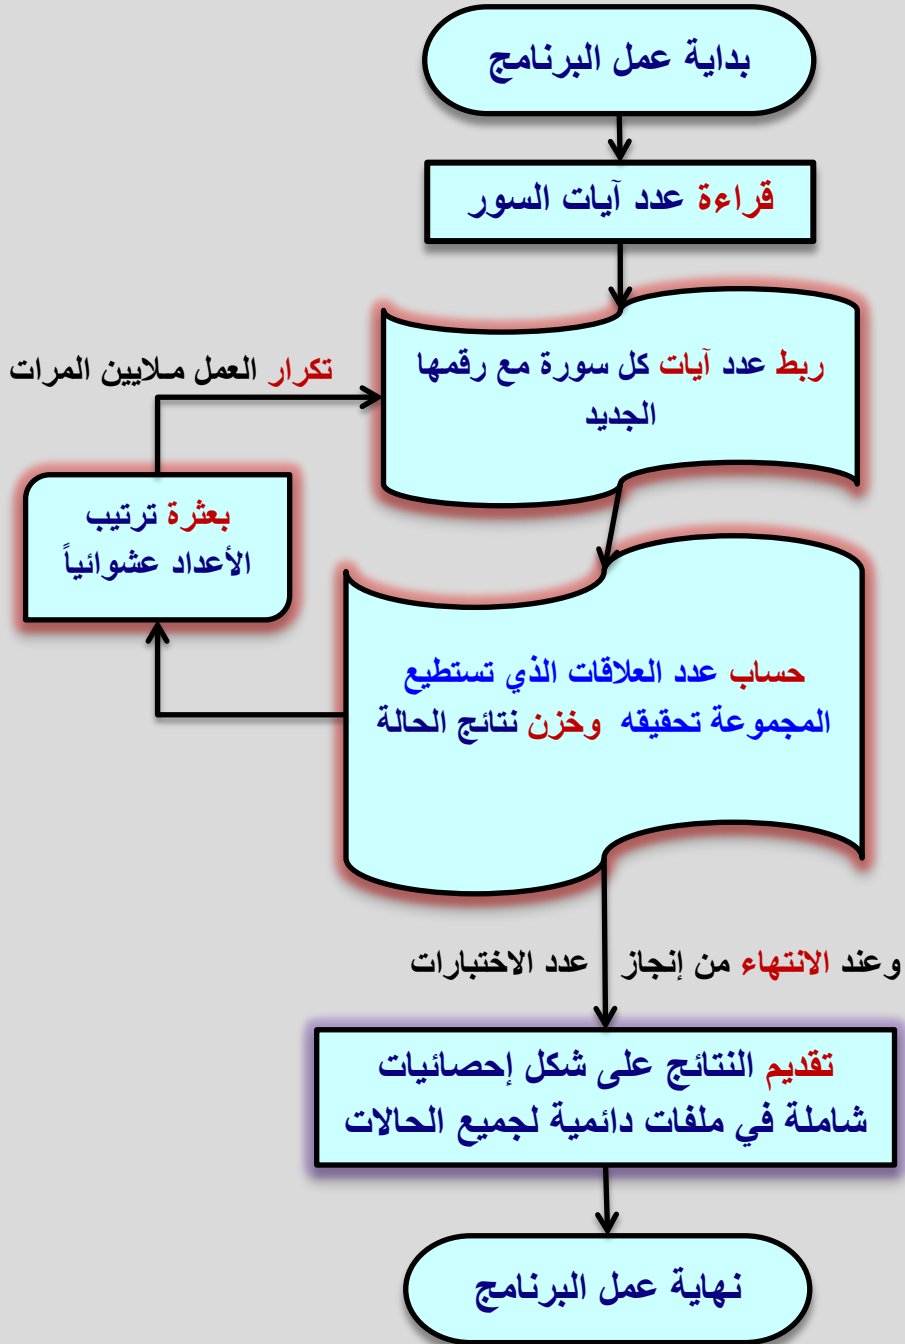 بداية عمل البرنامج
قراءة عدد آيات السور
ربط عدد آيات كل سورة مع رقمها
الجديد
تكرار العمل ملايين المرات
بعثرة ترتيب
الأعداد عشوائياً
حساب عدد العلاقات الذي تستطيع
المجموعة تحقيقه وخزن نتائج الحالة
وعند الانتهاء من إنجاز عدد الاختبارات
تقديم النتائج على شكل إحصائيات
شاملة في ملفات دائمية لجميع الحالات
نهاية عمل البرنامج